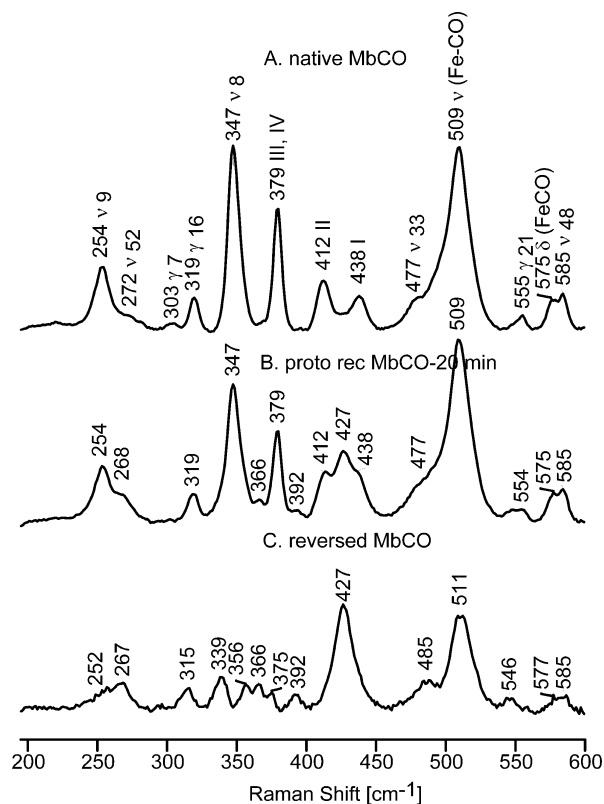 A. native MbCO
254 ν 9
272 ν 52
303 γ 7
319 γ 16
347 ν 8
379 III, IV
412 II
438 I
477 ν 33
509 ν (Fe-CO)
555 γ 21
575 δ (FeCO)
585 ν 48
B. proto rec MbCO-20 min
254
268
319
347
366
379
392
412
427
438
477
509
554
575
585
C. reversed MbCO
252
267
315
339
356
366
375
392
427
485
511
546
577
585
200 250 300 350 400 450 500 550 600
Raman Shift [cm-1]